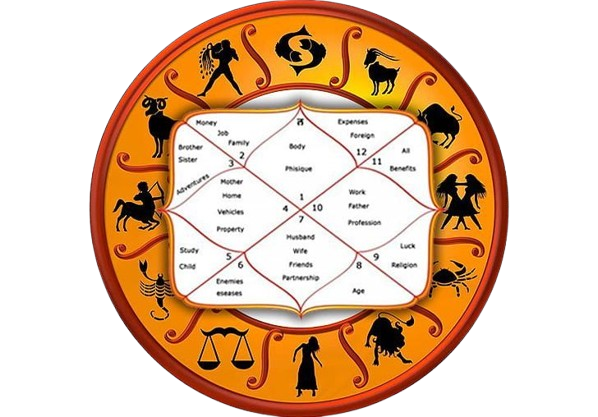 Money
Job
Family
2
Brother
Sister
3
Adventures
Body
Phisique
1
Expenses
Foreign
12
All
11
Benefits
Mother
Home
Vehicles
Property
4
10
7
Work
Father
Profession
Study
Child
5
6
Enemies
eseases
Husband
Wife
Friends
Partnership
8
Age
9
Luck
Religion